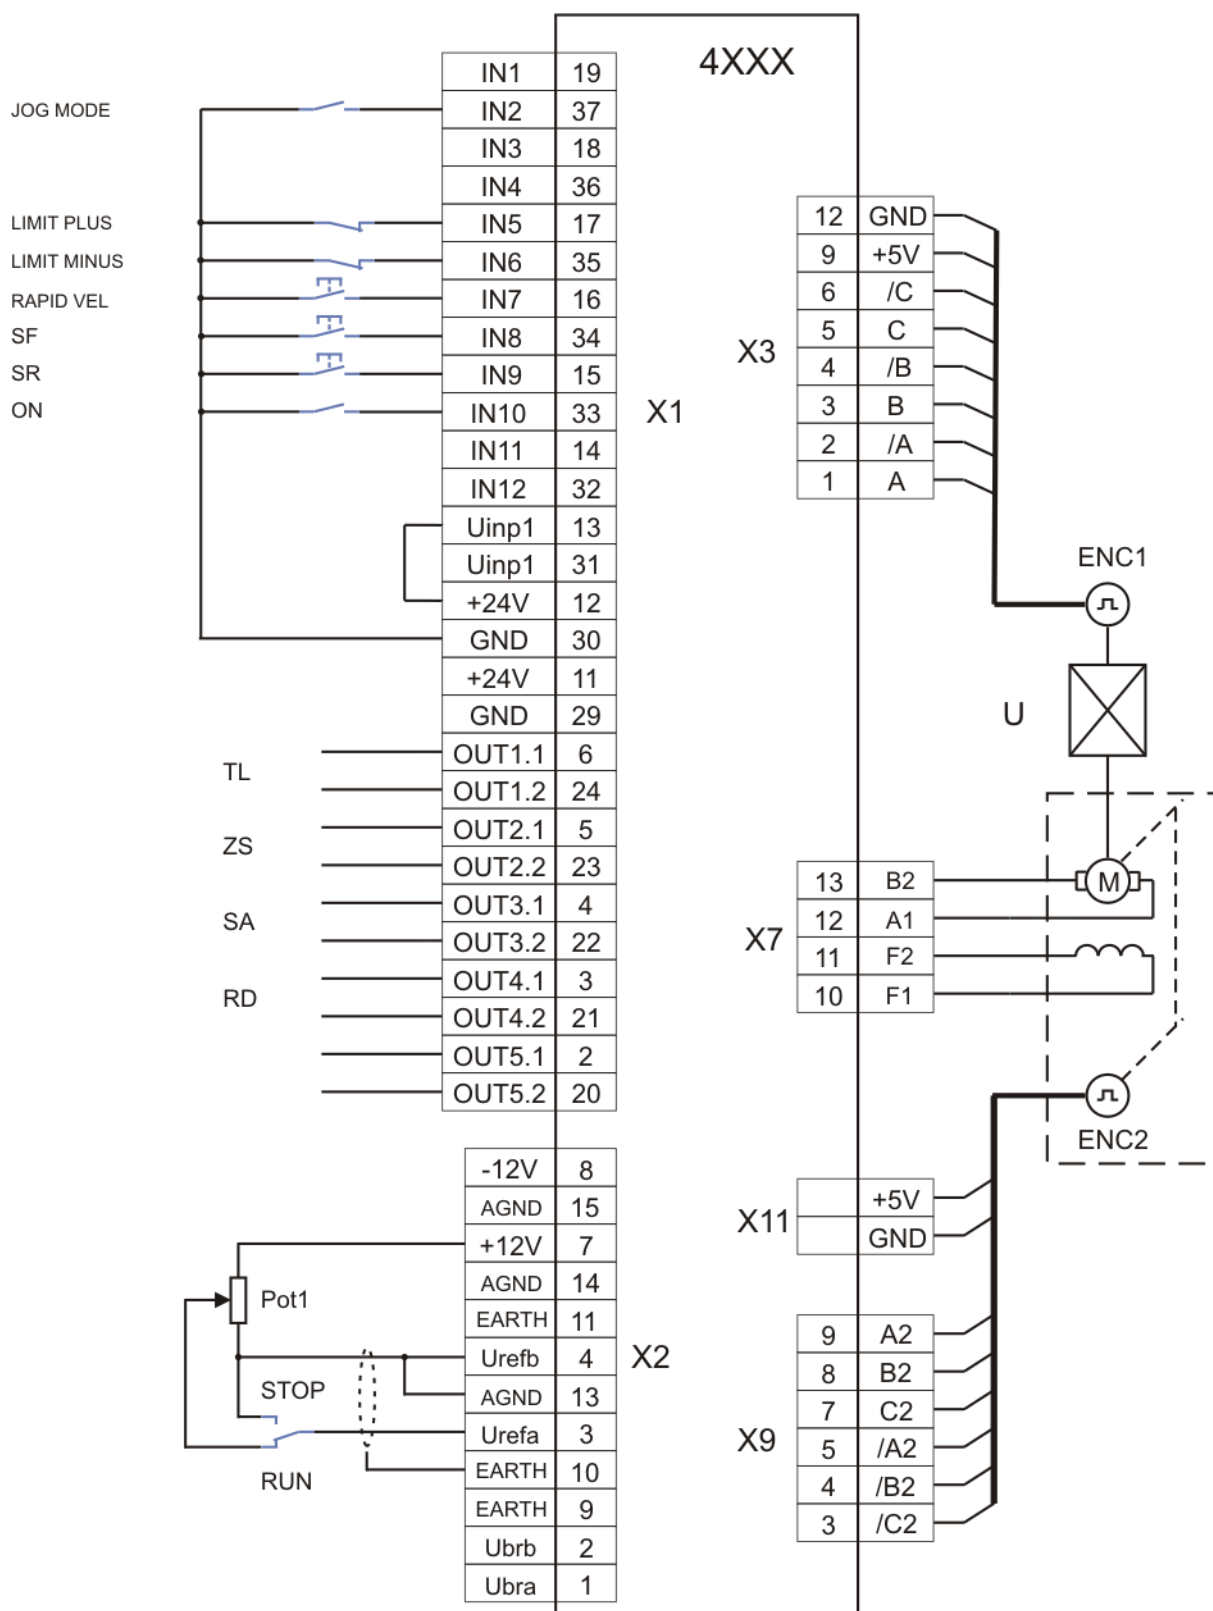 4XXX
IN1 19
JOG MODE IN2 37
IN3 18
IN4 36
LIMIT PLUS IN5 17
LIMIT MINUS IN6 35
RAPID VEL IN7 16
SF IN8 34
SR IN9 15
ON IN10 33
X1
IN11 14
IN12 32
Uinp1 13
Uinp1 31
+24V 12
GND 30
+24V 11
GND 29
TL
OUT1.1 6
OUT1.2 24
ZS
OUT2.1 5
OUT2.2 23
SA
OUT3.1 4
OUT3.2 22
RD
OUT4.1 3
OUT4.2 21
OUT5.1 2
OUT5.2 20
-12V 8
AGND 15
+12V 7
AGND 14
Pot1
EARTH 11
Urefb 4
X2
STOP
AGND 13
Urefa 3
RUN
EARTH 10
EARTH 9
Ubrb 2
Ubra 1
12 GND
9 +5V
6 /C
5 C
X3
4 /B
3 B
2 /A
1 A
ENC1
U
13 B2
M
12 A1
X7
11 F2
10 F1
ENC2
X11
+5V
GND
9 A2
8 B2
7 C2
X9
5 /A2
4 /B2
3 /C2